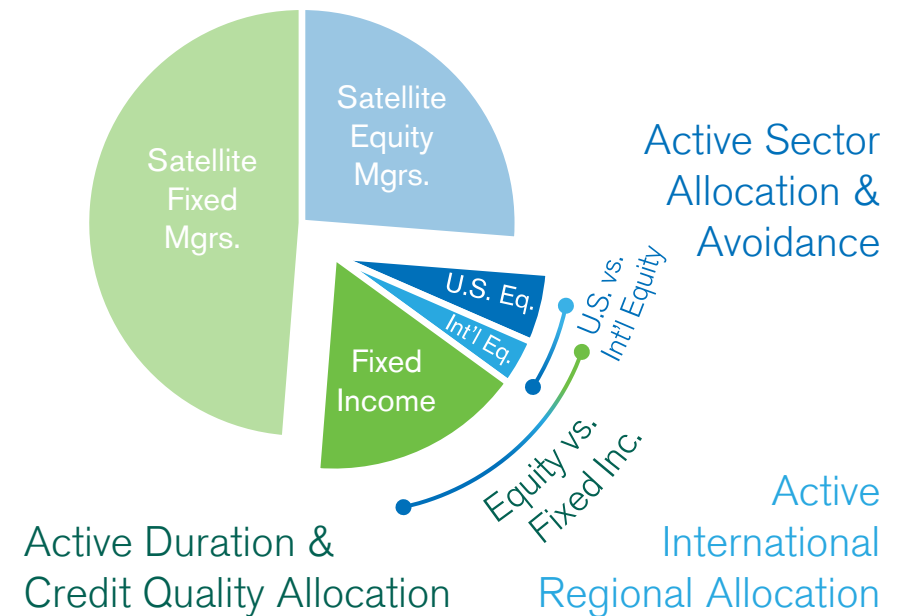 Satellite
Fixed
Mgrs.
Satellite
Equity
Mgrs.
Active Sector
Allocation &
Avoidance
U.S. Eq.
Int'l Eq.
Fixed
Income
U.S. vs.
Int'l Equity
Equity vs.
Fixed Inc.
Active Duration &
Credit Quality Allocation
Active
International
Regional Allocation